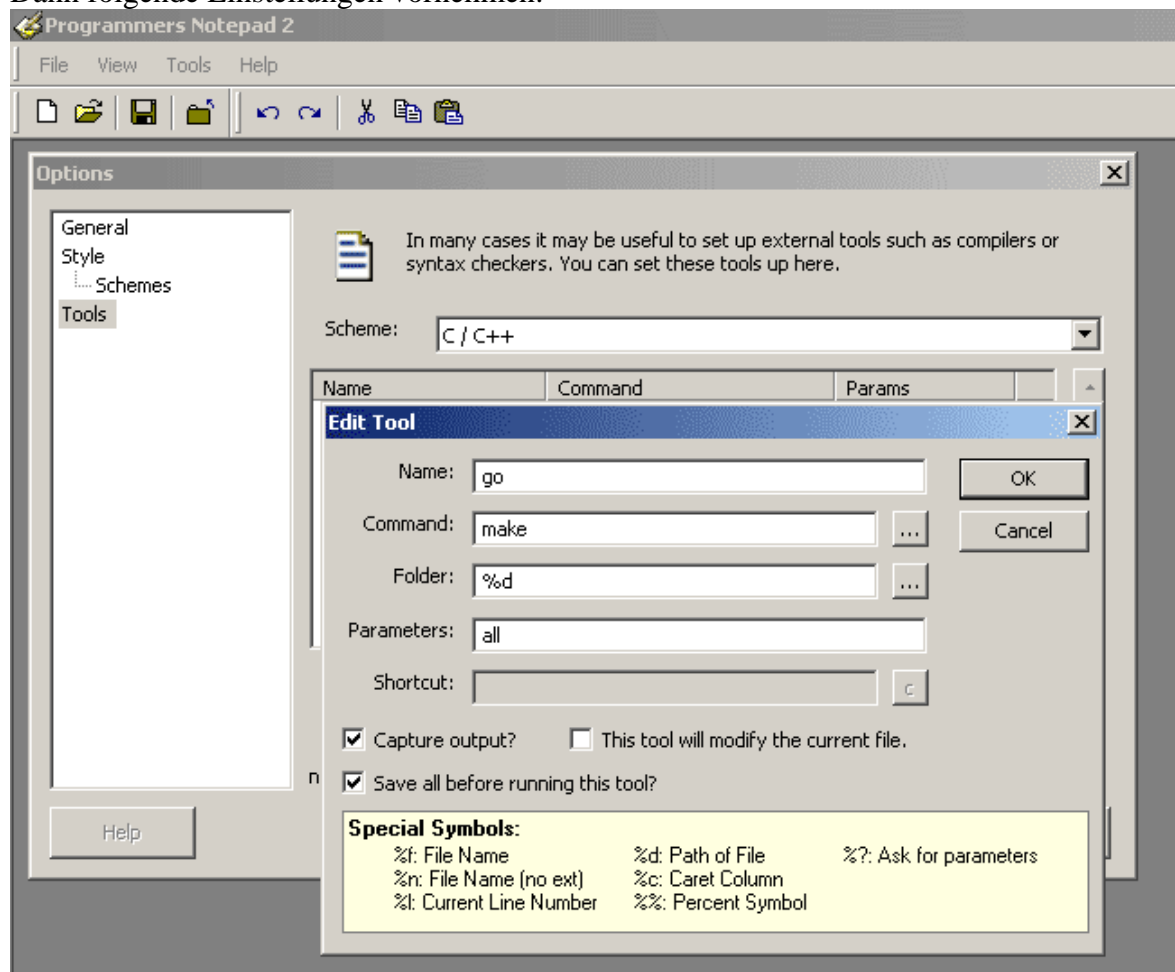 Dann folgende Einstellungen vornehmen:
Programmers Notepad 2
File View Tools Help
Options
General
Style
Schemes
Tools
In many cases it may be useful to set up external tools such as compilers or
syntax checkers. You can set these tools up here.
Scheme: C / C++
Name Command Params
Edit Tool
Name: go OK
Command: make ... Cancel
Folder: %d ...
Parameters: all
Shortcut: c
Capture output? This tool will modify the current file.
n Save all before running this tool?
Help
Special Symbols:
%f: File Name %d: Path of File %?: Ask for parameters
%n: File Name (no ext) %c: Caret Column
%l: Current Line Number %%: Percent Symbol